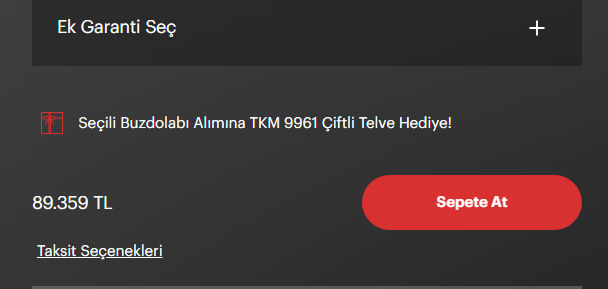 Ek Garanti Seç
Seçili Buzdolabı Alımına TKM 9961 Çiftli Telve Hediye!
89.359 TL
Sepete At
Taksit Seçenekleri